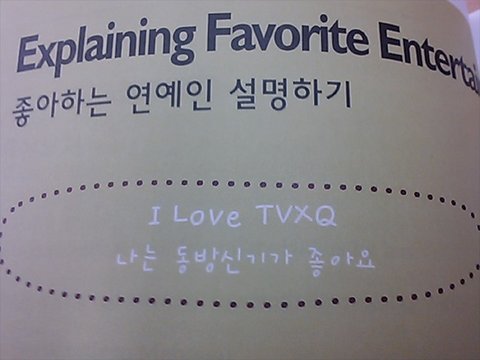 Explaining Favorite Enterta
좋아하는 연예인 설명하기
I Love TVXQ
나는 동방신기가 좋아요